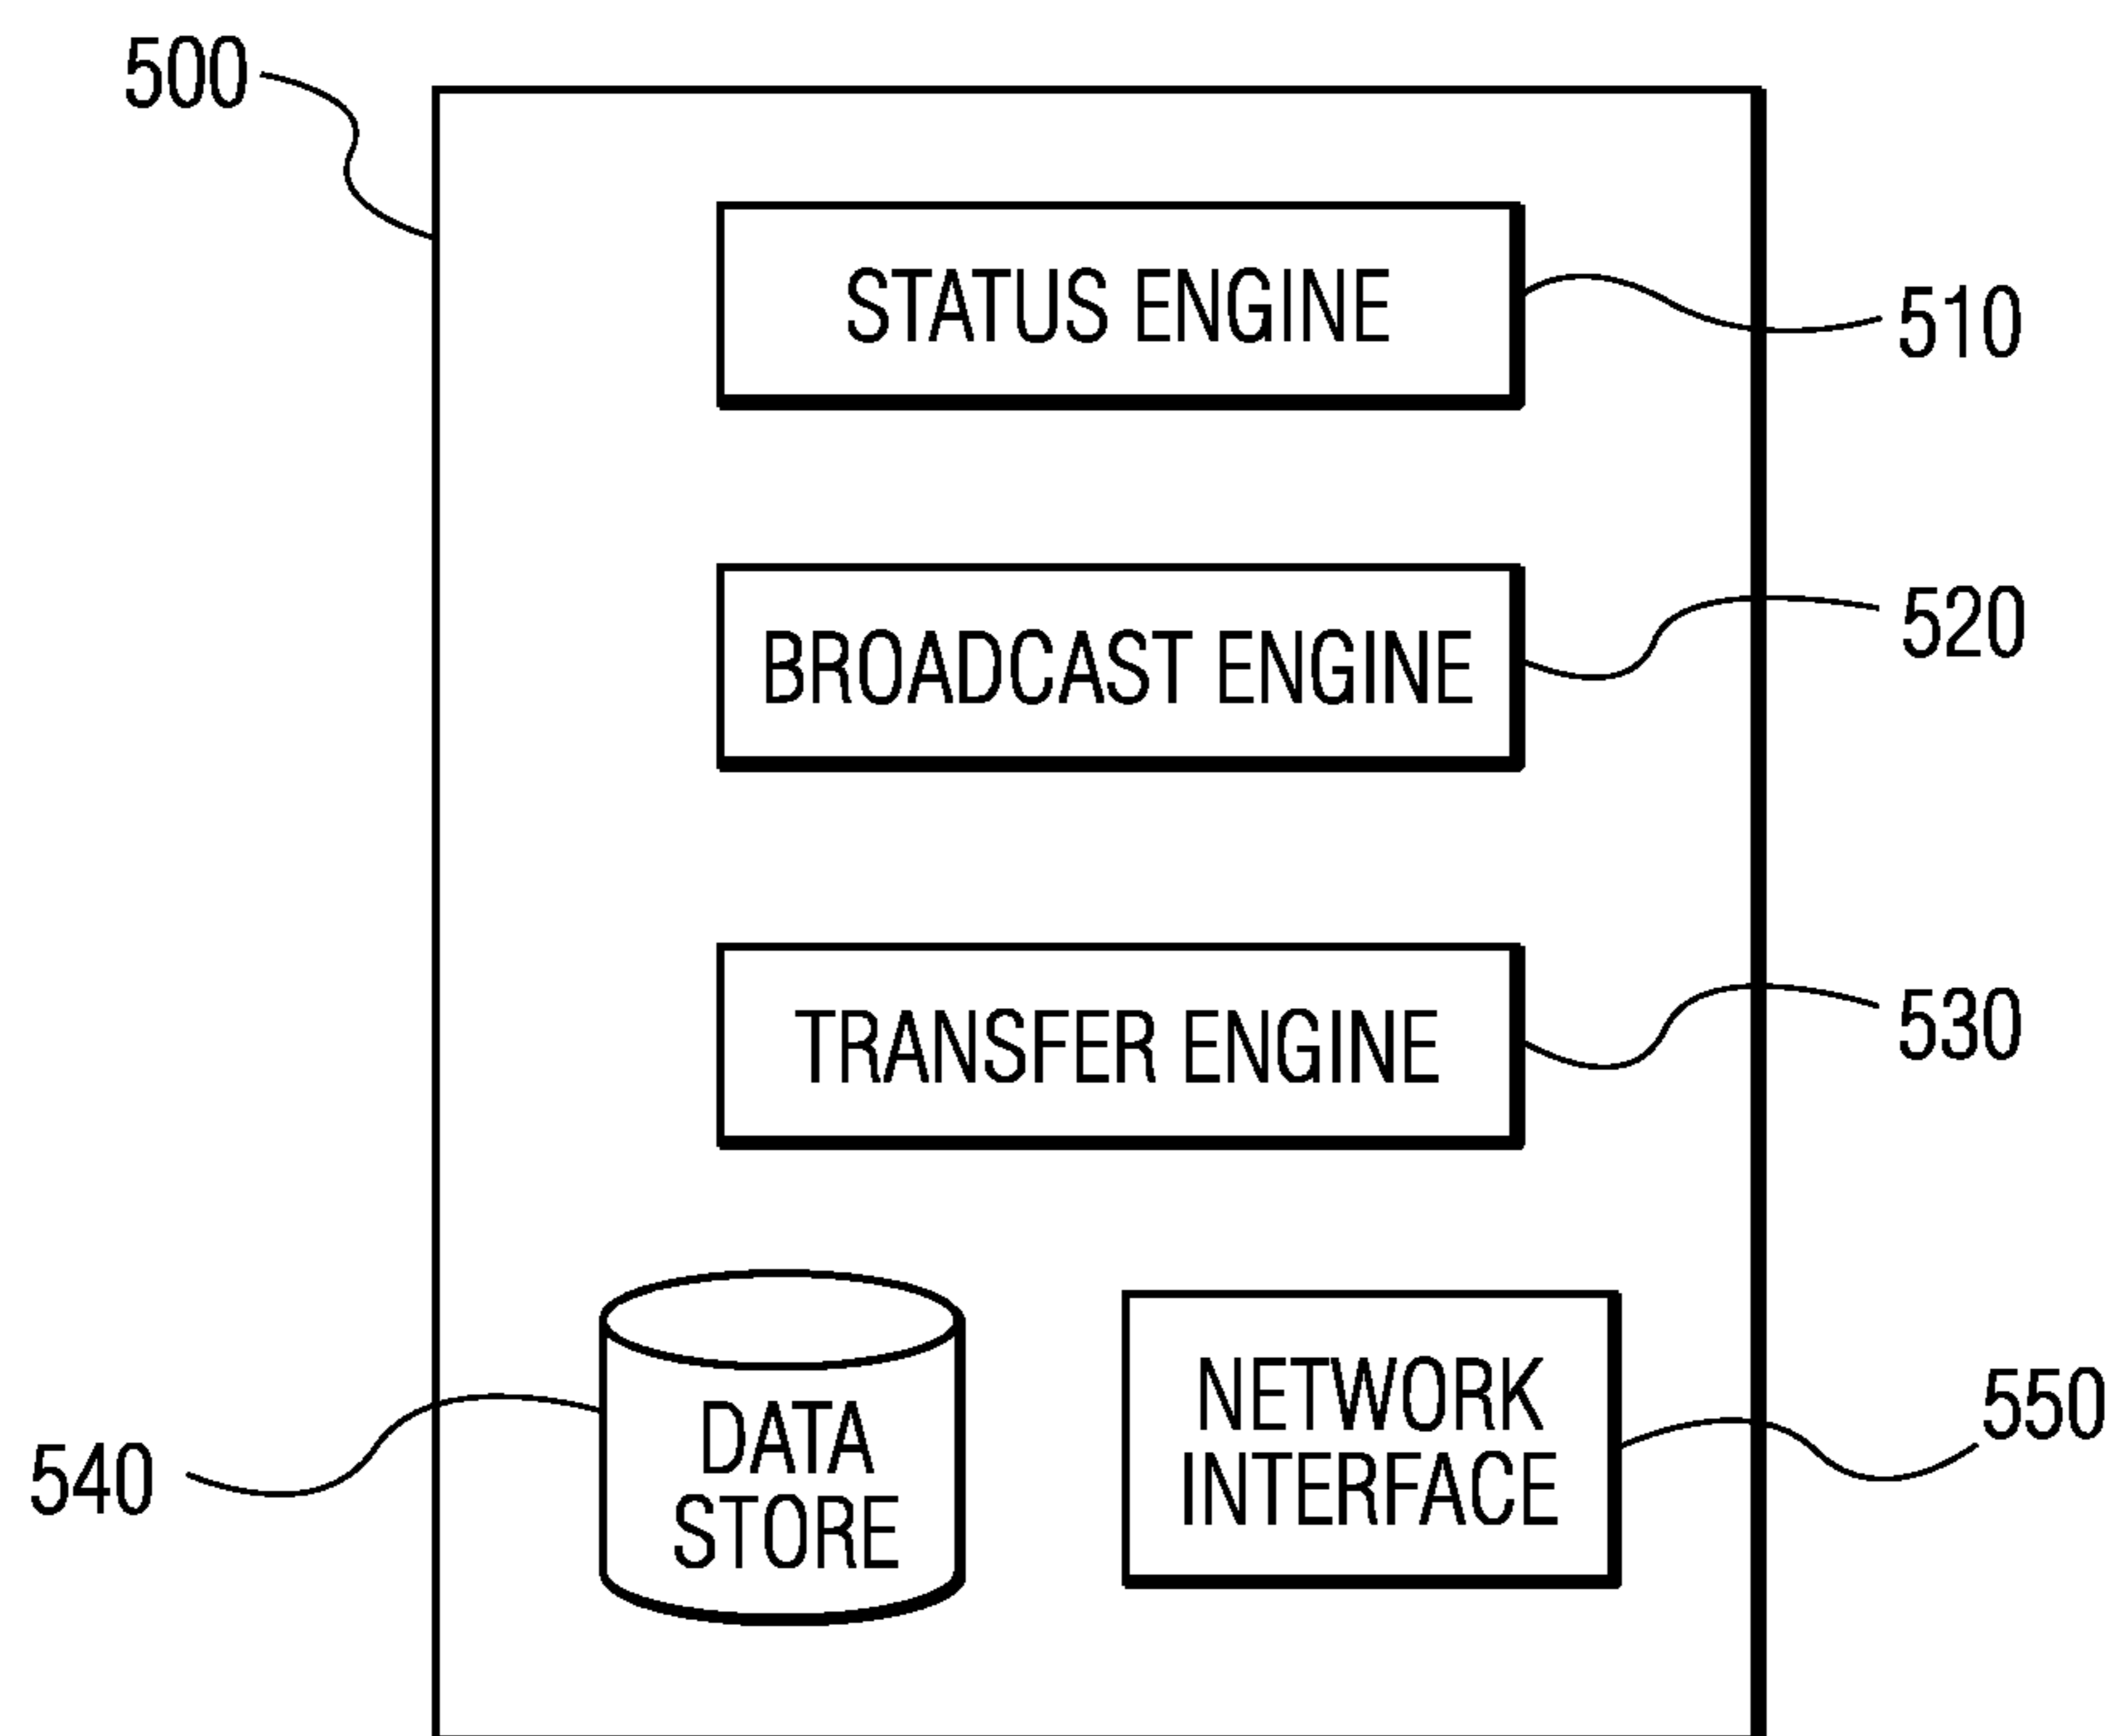 500
STATUS ENGINE
510
BROADCAST ENGINE
520
TRANSFER ENGINE
530
DATA
STORE
540
NETWORK
INTERFACE
550